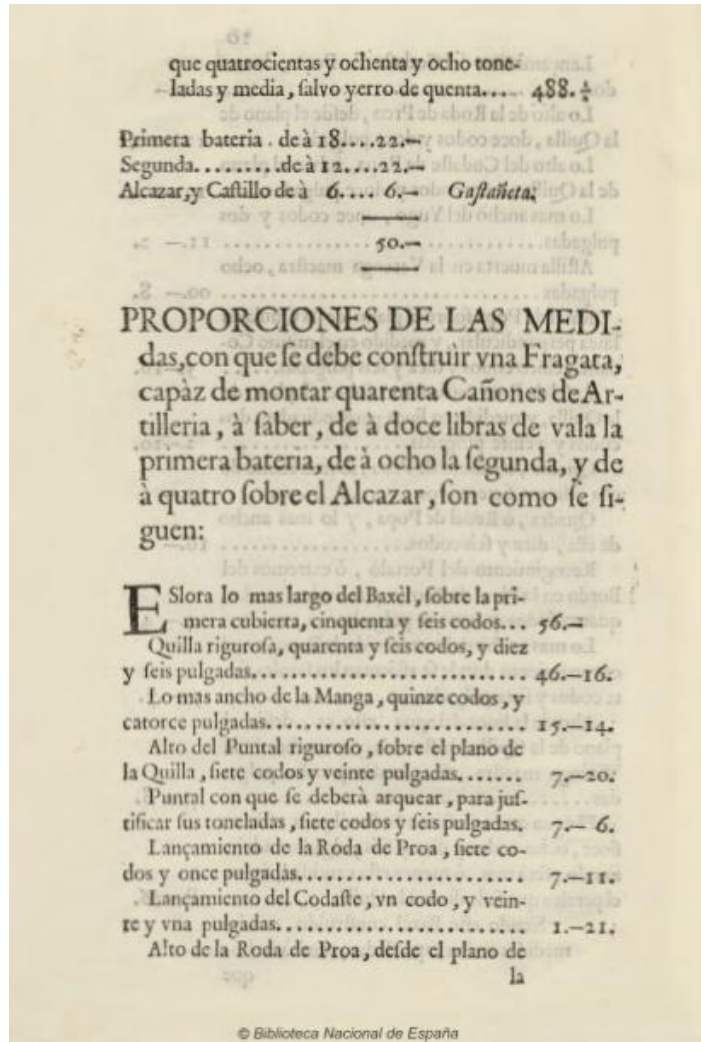 que quatrocientas y ochenta y ocho tone-
ladas y media, ſalvo yerro de quenta... 488. ½
Primera bateria . de à 18....22.—
Segunda.........de à 12....22.—
Alcazar,y Caſtillo de à 6.... 6.— Gaſtañeta:
50.—
PROPORCIONES DE LAS MEDI-
das,con que ſe debe conſtruìr vna Fragata,
capàz de montar quarenta Cañones de Ar-
tilleria, à ſaber, de à doce libras de vala la
primera bateria, de à ocho la ſegunda, y de
à quatro ſobre el Alcazar, ſon como ſe ſi-
guen:
ESlora lo mas largo del Baxèl, ſobre la pri-
mera cubierta, cinquenta y ſeis codos... 56.—
Quilla riguroſa, quarenta y ſeis codos, y diez
y ſeis pulgadas............................ 46.—16.
Lo mas ancho de la Manga, quinze codos, y
catorce pulgadas.......................... 15.—14.
Alto del Puntal riguroſo, ſobre el plano de
la Quilla, ſiete codos y veinte pulgadas....... 7.—20.
Puntal con que ſe deberà arquear, para juſ-
tificar ſus toneladas, ſiete codos y ſeis pulgadas. 7.— 6.
Lançamiento de la Roda de Proa, ſiete co-
dos y once pulgadas....................... 7.—11.
Lançamiento del Codaſte, vn codo, y vein-
te y vna pulgadas......................... 1.—21.
Alto de la Roda de Proa, deſde el plano de
la
© Biblioteca Nacional de España